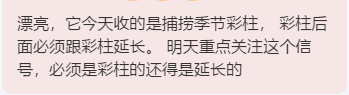 漂亮，它今天收的是捕捞季节彩柱， 彩柱后
面必须跟彩柱延长。 明天重点关注这个信
号，必须是彩柱的还得是延长的